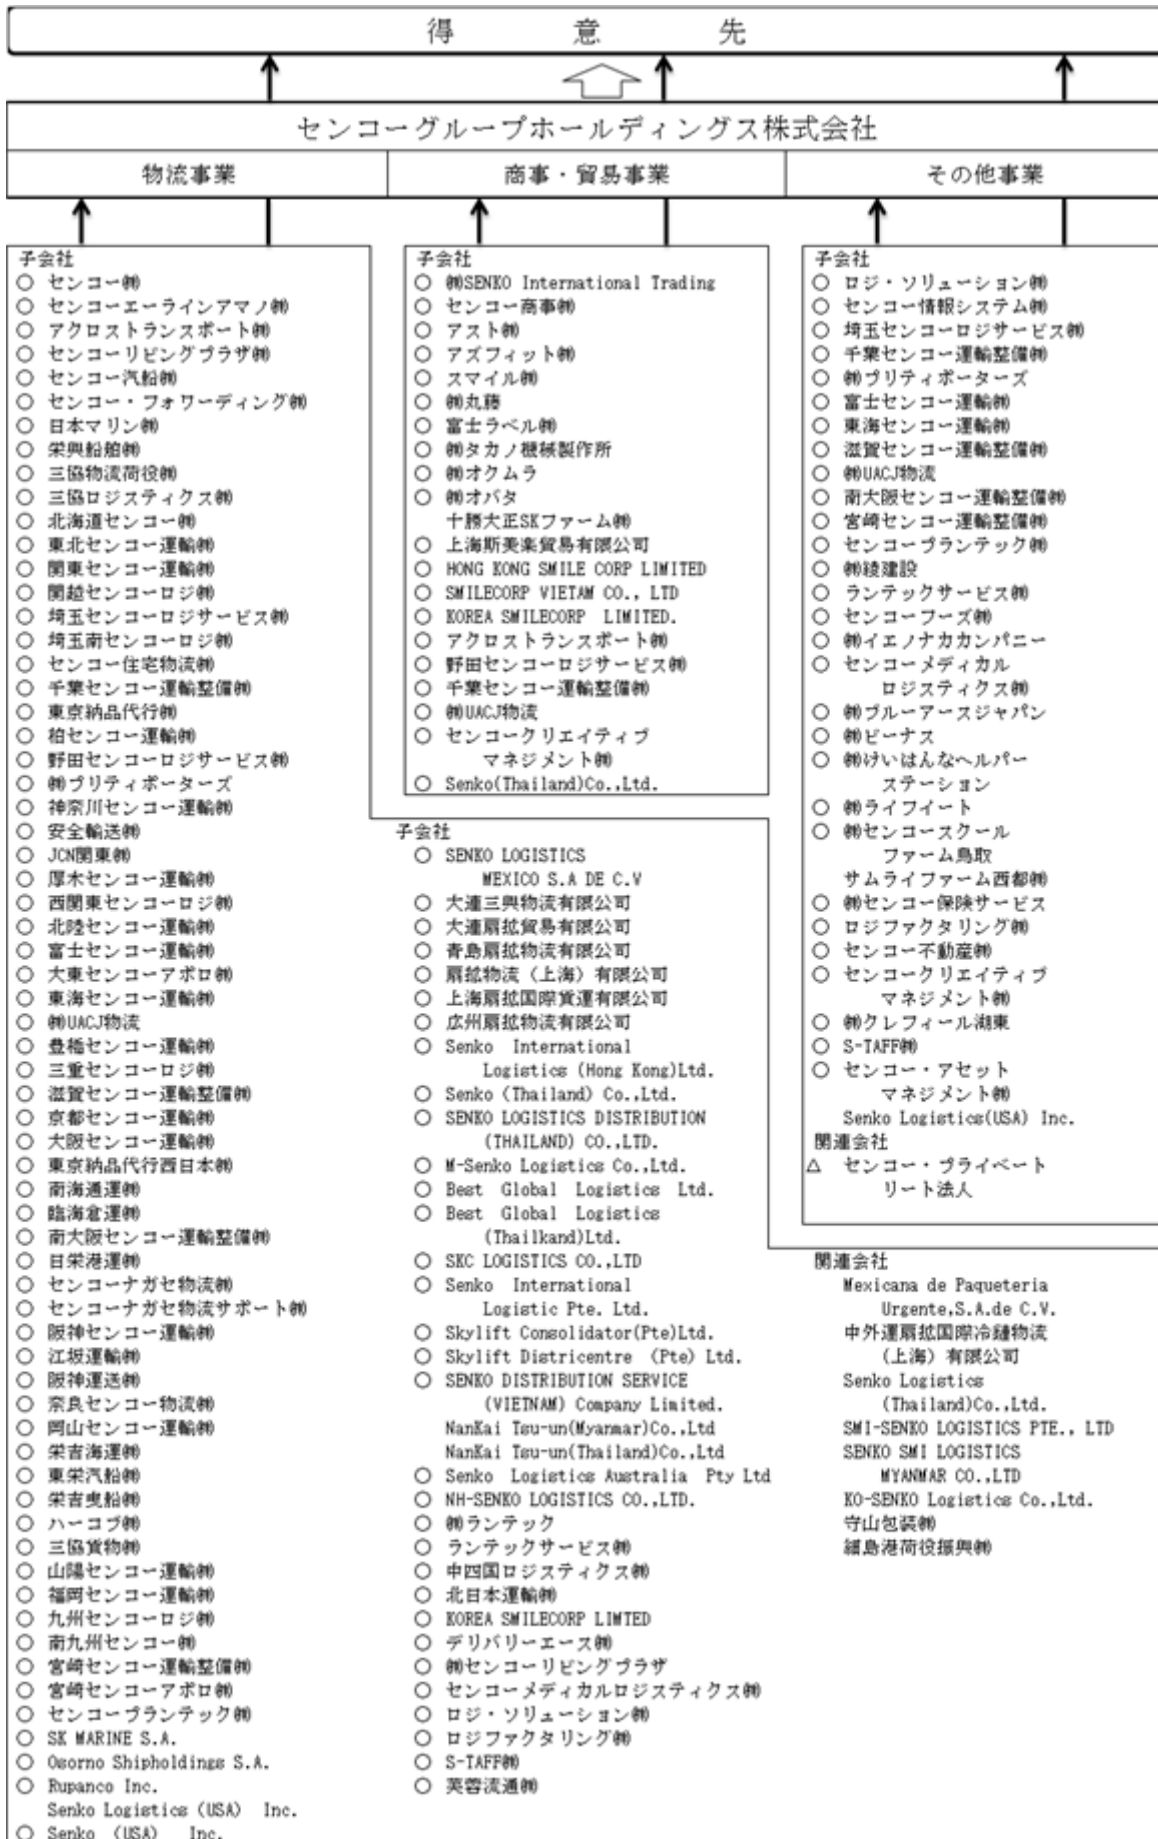 得意先
センコーグループホールディングス株式会社
物流事業
商事・貿易事業
その他事業
子会社
○ センコー㈱
○ センコーエーラインアマノ㈱
○ アクロストランスポート㈱
○ センコーリビングプラザ㈱
○ センコー汽船㈱
○ センコー・フォワーディング㈱
○ 日本マリン㈱
○ 栄興船舶㈱
○ 三協物流荷役㈱
○ 三協ロジスティクス㈱
○ 北海道センコー㈱
○ 東北センコー運輸㈱
○ 関東センコー運輸㈱
○ 関越センコーロジ㈱
○ 埼玉センコーロジサービス㈱
○ 埼玉南センコーロジ㈱
○ センコー住宅物流㈱
○ 千葉センコー運輸整備㈱
○ 東京納品代行㈱
○ 柏センコー運輸㈱
○ 野田センコーロジサービス㈱
○ ㈱プリティポーターズ
○ 神奈川センコー運輸㈱
○ 安全輸送㈱
○ JCN関東㈱
○ 厚木センコー運輸㈱
○ 西関東センコーロジ㈱
○ 北陸センコー運輸㈱
○ 富士センコー運輸㈱
○ 大東センコーアポロ㈱
○ 東海センコー運輸㈱
○ ㈱UACJ物流
○ 豊橋センコー運輸㈱
○ 三重センコーロジ㈱
○ 滋賀センコー運輸整備㈱
○ 京都センコー運輸㈱
○ 大阪センコー運輸㈱
○ 東京納品代行西日本㈱
○ 南海通運㈱
○ 臨海倉運㈱
○ 南大阪センコー運輸整備㈱
○ 日栄港運㈱
○ センコーナガセ物流㈱
○ センコーナガセ物流サポート㈱
○ 阪神センコー運輸㈱
○ 江坂運輸㈱
○ 阪神運送㈱
○ 奈良センコー物流㈱
○ 岡山センコー運輸㈱
○ 栄吉海運㈱
○ 東栄汽船㈱
○ 栄吉曳船㈱
○ ハーコブ㈱
○ 三協貨物㈱
○ 山陽センコー運輸㈱
○ 福岡センコー運輸㈱
○ 九州センコーロジ㈱
○ 南九州センコー㈱
○ 宮崎センコー運輸整備㈱
○ 宮崎センコーアポロ㈱
○ センコープランテック㈱
○ SK MARINE S.A.
○ Osorno Shipholdings S.A.
○ Rupanco Inc.
Senko Logistics (USA) Inc.
○ Senko (USA) Inc.
子会社
○ ㈱SENKO International Trading
○ センコー商事㈱
○ アスト㈱
○ アズフィット㈱
○ スマイル㈱
○ ㈱丸藤
○ 富士ラベル㈱
○ ㈱タカノ機械製作所
○ ㈱オクムラ
○ ㈱オバタ
十勝大正SKファーム㈱
○ 上海斯美楽貿易有限公司
○ HONG KONG SMILE CORP LIMITED
○ SMILECORP VIETAM CO., LTD
○ KOREA SMILECORP LIMITED.
○ アクロストランスポート㈱
○ 野田センコーロジサービス㈱
○ 千葉センコー運輸整備㈱
○ ㈱UACJ物流
○ センコークリエイティブ
マネジメント㈱
○ Senko(Thailand)Co.,Ltd.
子会社
○ SENKO LOGISTICS
MEXICO S.A DE C.V
○ 大連三興物流有限公司
○ 大連扇拡貿易有限公司
○ 青島扇拡物流有限公司
○ 扇拡物流（上海）有限公司
○ 上海扇拡国際貨運有限公司
○ 広州扇拡物流有限公司
○ Senko International
Logistics (Hong Kong)Ltd.
○ Senko (Thailand) Co.,Ltd.
○ SENKO LOGISTICS DISTRIBUTION
(THAILAND) CO.,LTD.
○ M-Senko Logistics Co.,Ltd.
○ Best Global Logistics Ltd.
○ Best Global Logistics
(Thailkand)Ltd.
○ SKC LOGISTICS CO.,LTD
○ Senko International
Logistic Pte. Ltd.
○ Skylift Consolidator(Pte)Ltd.
○ Skylift Districentre (Pte) Ltd.
○ SENKO DISTRIBUTION SERVICE
(VIETNAM) Company Limited.
NanKai Tsu-un(Myanmar)Co.,Ltd
NanKai Tsu-un(Thailand)Co.,Ltd
○ Senko Logistics Australia Pty Ltd
○ NH-SENKO LOGISTICS CO.,LTD.
○ ㈱ランテック
○ ランテックサービス㈱
○ 中四国ロジスティクス㈱
○ 北日本運輸㈱
○ KOREA SMILECORP LIMTED
○ デリバリーエース㈱
○ ㈱センコーリビングプラザ
○ センコーメディカルロジスティクス㈱
○ ロジ・ソリューション㈱
○ ロジファクタリング㈱
○ S-TAFF㈱
○ 芙蓉流通㈱
子会社
○ ロジ・ソリューション㈱
○ センコー情報システム㈱
○ 埼玉センコーロジサービス㈱
○ 千葉センコー運輸整備㈱
○ ㈱プリティポーターズ
○ 富士センコー運輸㈱
○ 東海センコー運輸㈱
○ 滋賀センコー運輸整備㈱
○ ㈱UACJ物流
○ 南大阪センコー運輸整備㈱
○ 宮崎センコー運輸整備㈱
○ センコープランテック㈱
○ ㈱綾建設
○ ランテックサービス㈱
○ センコーフーズ㈱
○ ㈱イエノナカカンパニー
○ センコーメディカル
ロジスティクス㈱
○ ㈱ブルーアースジャパン
○ ㈱ビーナス
○ ㈱けいはんなヘルパー
ステーション
○ ㈱ライフイート
○ ㈱センコースクール
ファーム鳥取
サムライファーム西都㈱
○ ㈱センコー保険サービス
○ ロジファクタリング㈱
○ センコー不動産㈱
○ センコークリエイティブ
マネジメント㈱
○ ㈱クレフィール湖東
○ S-TAFF㈱
○ センコー・アセット
マネジメント㈱
Senko Logistics(USA) Inc.
関連会社
△ センコー・プライベート
リート法人
関連会社
Mexicana de Paqueteria
Urgente,S.A.de C.V.
中外運扇拡国際冷鏈物流
（上海）有限公司
Senko Logistics
(Thailand)Co.,Ltd.
SMI-SENKO LOGISTICS PTE., LTD
SENKO SMI LOGISTICS
MYANMAR CO.,LTD
KO-SENKO Logistics Co.,Ltd.
守山包装㈱
細島港荷役振興㈱